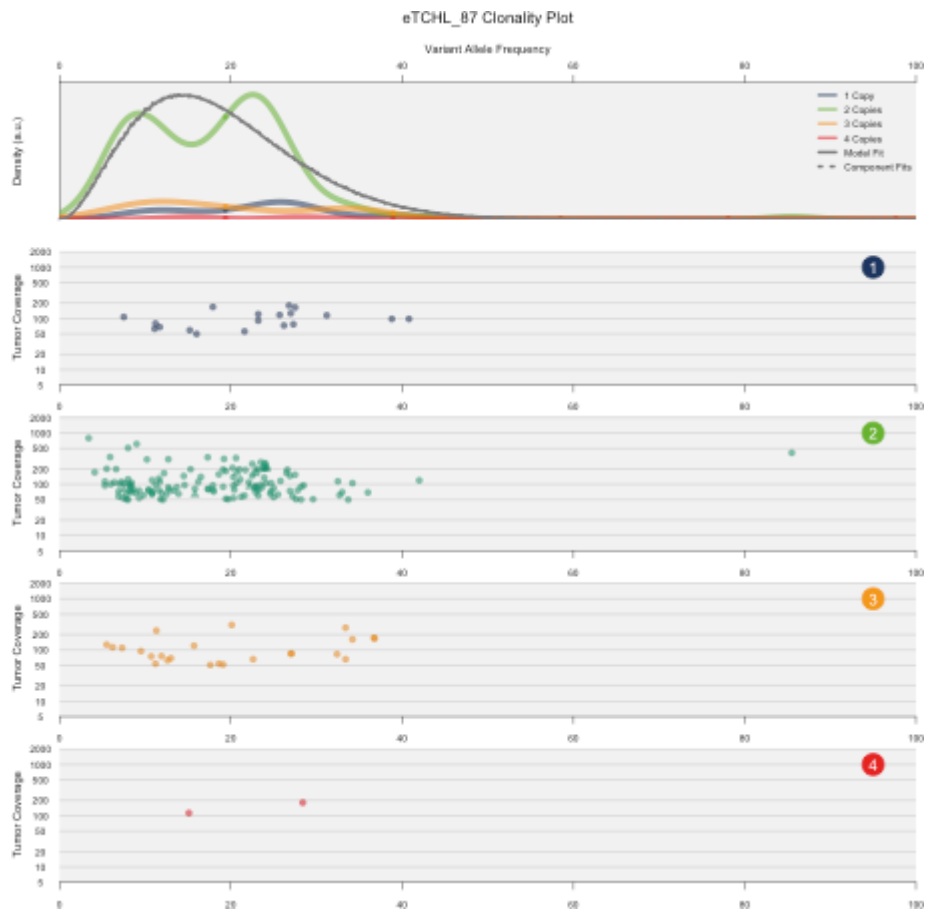 eTCHL_87 Clonality Plot
Variant Allele Frequency
0 20 40 60 80 100
Density (a.u.)
1 Copy
2 Copies
3 Copies
4 Copies
Model Fit
Component Fits
Tumor Coverage
2000
1000
500
200
100
50
20
10
5
1
0 20 40 60 80 100
Tumor Coverage
2000
1000
500
200
100
50
20
10
5
2
0 20 40 60 80 100
Tumor Coverage
2000
1000
500
200
100
50
20
10
5
3
0 20 40 60 80 100
Tumor Coverage
2000
1000
500
200
100
50
20
10
5
4
0 20 40 60 80 100